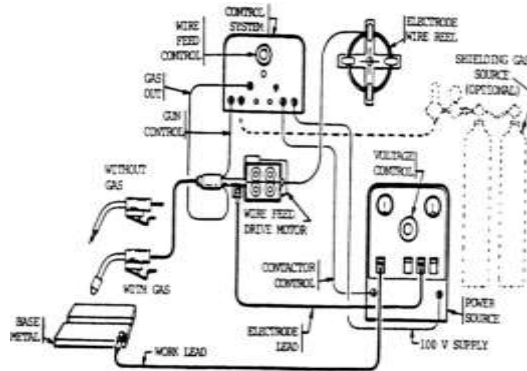 WIRE
FEED
CONTROL
CONTROL
SYSTEM
ELECTRODE
WIRE REEL
SHIELDING GAS
SOURCE
(OPTIONAL)
GAS
OUT
GUN
CONTROL
VOLTAGE
CONTROL
WITHOUT
GAS
WIRE FEED
DRIVE MOTOR
WITH GAS
CONTACTOR
CONTROL
BASE
METAL
ELECTRODE
LEAD
POWER
SOURCE
WORK LEAD
100 V SUPPLY